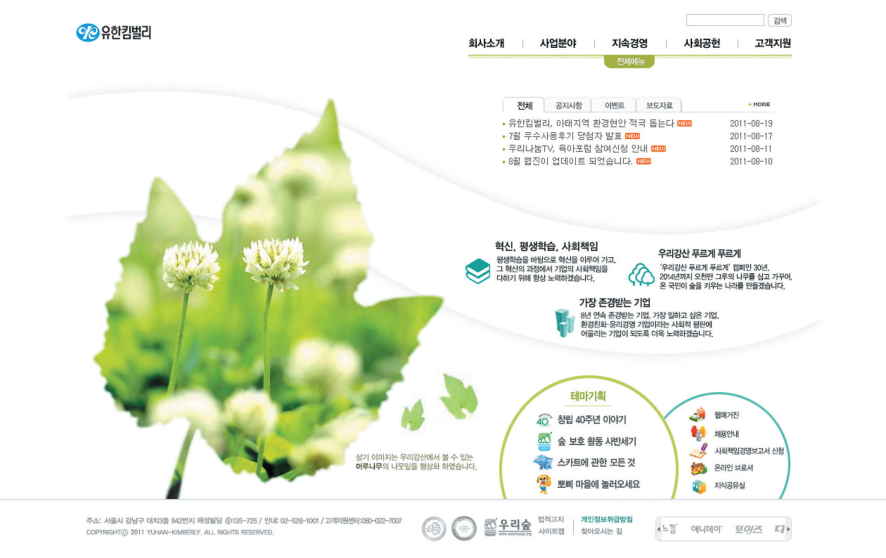 유한킴벌리
검색
회사소개 | 사업분야 | 지속경영 | 사회공헌 | 고객지원
전체메뉴
전체 공지사항 이벤트 보도자료 + MORE
유한킴벌리, 아태지역 환경현안 적극 돕는다 NEW 2011-08-19
7월 우수사용후기 당첨자 발표 NEW 2011-08-17
우리나눔TV, 육아포럼 참여신청 안내 NEW 2011-08-11
8월 웹진이 업데이트 되었습니다. NEW 2011-08-10
혁신, 평생학습, 사회책임
평생학습을 바탕으로 혁신을 이루어 가고,
그 혁신의 과정에서 기업의 사회책임을
다하기 위해 항상 노력하겠습니다.
우리강산 푸르게 푸르게
'우리강산 푸르게 푸르게' 캠페인 30년,
2014년까지 오천만 그루의 나무를 심고 가꾸어,
온 국민이 숲을 키우는 나라를 만들겠습니다.
가장 존경받는 기업
8년 연속 존경받는 기업, 가장 일하고 싶은 기업,
환경친화·윤리경영 기업이라는 사회적 평판에
어울리는 기업이 되도록 더욱 노력하겠습니다.
테마기획
창립 40주년 이야기
숲 보호 활동 사반세기
스카트에 관한 모든 것
뽀삐 마을에 놀러오세요
웹매거진
채용안내
사회책임경영보고서 신청
온라인 브로셔
지식공유실
상기 이미지는 우리강산에서 볼 수 있는
머루나무의 나뭇잎을 형상화 하였습니다.
주소: 서울시 강남구 대치3동 942번지 해성빌딩 ㉾135-725 / 안내: 02-528-1001 / 고객지원센터:080-022-7007
COPYRIGHT© 2011 YUHAN-KIMBERLY, ALL RIGHTS RESERVED.
우리숲
법적고지 | 개인정보취급방침
사이트맵 | 찾아오시는 길
느낌 애니데이 포이즈 디